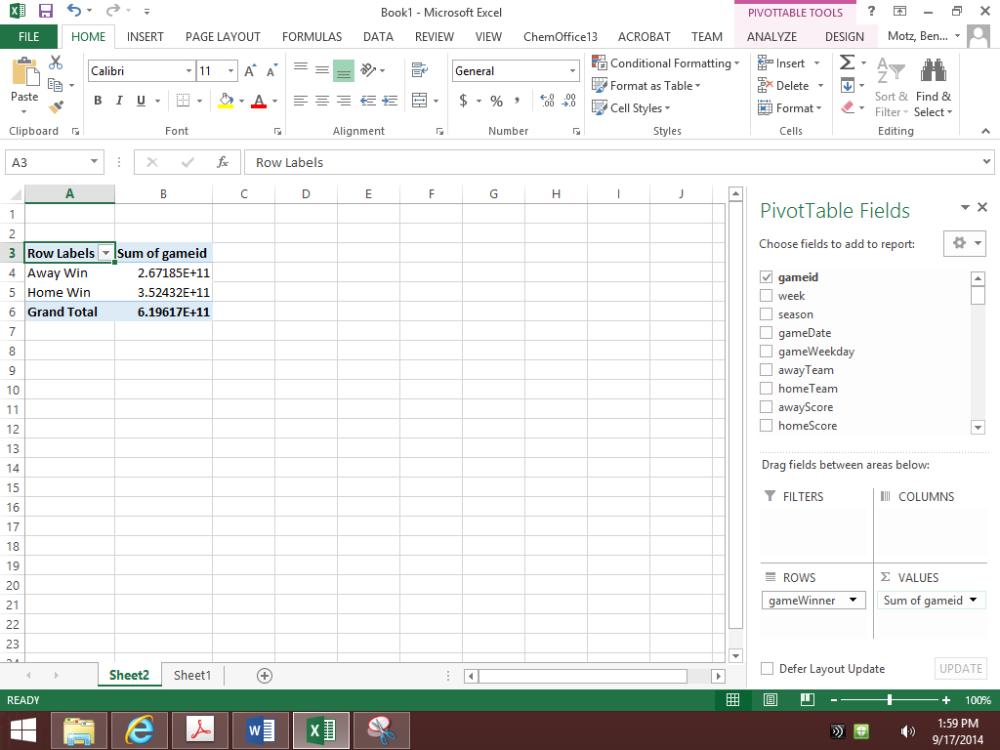 Book1 - Microsoft Excel
PIVOTTABLE TOOLS
?
FILE HOME INSERT PAGE LAYOUT FORMULAS DATA REVIEW VIEW ChemOffice13 ACROBAT TEAM ANALYZE DESIGN Motz, Ben...
Paste
Calibri 11
B I U A
General
$ % ,
Conditional Formatting
Format as Table
Cell Styles
Insert
Delete
Format
Sort & Filter
Find & Select
Clipboard Font Alignment Number Styles Cells Editing
A3 fx Row Labels
A B C D E F G H I J
1
2
3 Row Labels Sum of gameid
4 Away Win 2.67185E+11
5 Home Win 3.52432E+11
6 Grand Total 6.19617E+11
7
8
9
10
11
12
13
14
15
16
17
18
19
20
21
22
23
24
PivotTable Fields
Choose fields to add to report:
gameid
week
season
gameDate
gameWeekday
awayTeam
homeTeam
awayScore
homeScore
Drag fields between areas below:
FILTERS COLUMNS
ROWS Σ VALUES
gameWinner Sum of gameid
Defer Layout Update UPDATE
Sheet2 Sheet1
READY 100%
1:59 PM
9/17/2014